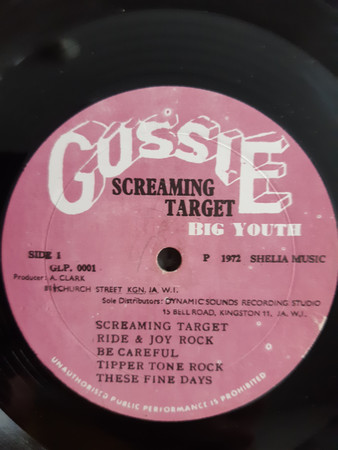 GUSSIE
SCREAMING
TARGET
BIG YOUTH
SIDE 1
P 1972 SHELIA MUSIC
GLP. 0001
Producer: A. CLARK
CHURCH STREET KGN. JA. W.I.
Sole Distributors: DYNAMIC SOUNDS RECORDING STUDIO
15 BELL ROAD, KINGSTON 11, JA. W.I.
SCREAMING TARGET
RIDE & JOY ROCK
BE CAREFUL
TIPPER TONE ROCK
THESE FINE DAYS
UNAUTHORISED PUBLIC PERFORMANCE IS PROHIBITED